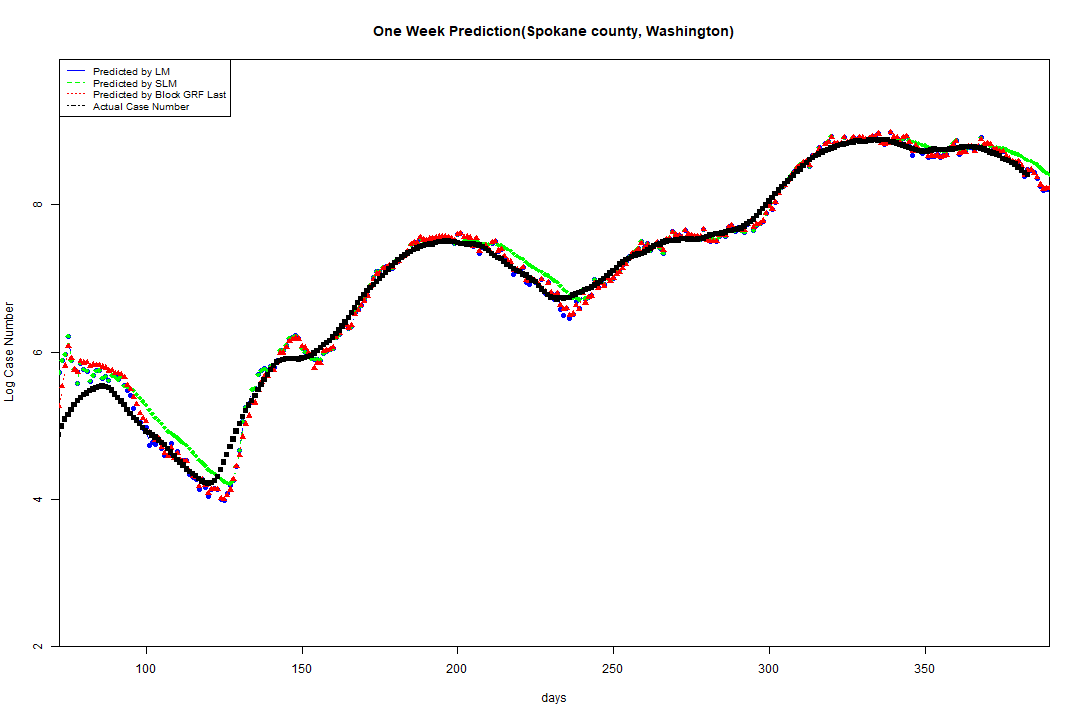 One Week Prediction(Spokane county, Washington)
Predicted by LM
Predicted by SLM
Predicted by Block GRF Last
Actual Case Number
8
6
4
2
Log Case Number
100 150 200 250 300 350
days